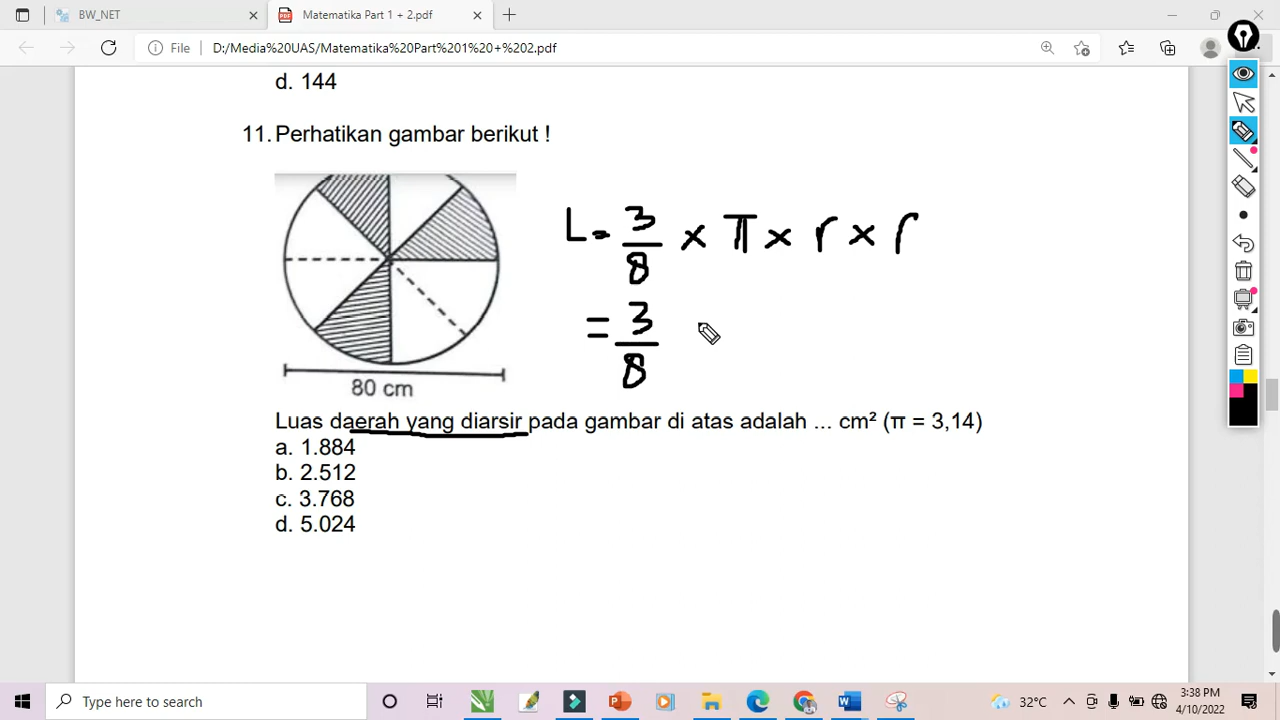 BW_NET
Matematika Part 1 + 2.pdf
File D:/Media%20UAS/Matematika%20Part%201%20+%202.pdf
d. 144
11. Perhatikan gambar berikut !
L = 3/8 × π × r × r
= 3/8
80 cm
Luas daerah yang diarsir pada gambar di atas adalah ... cm² (π = 3,14)
a. 1.884
b. 2.512
c. 3.768
d. 5.024
Type here to search
32°C
3:38 PM
4/10/2022